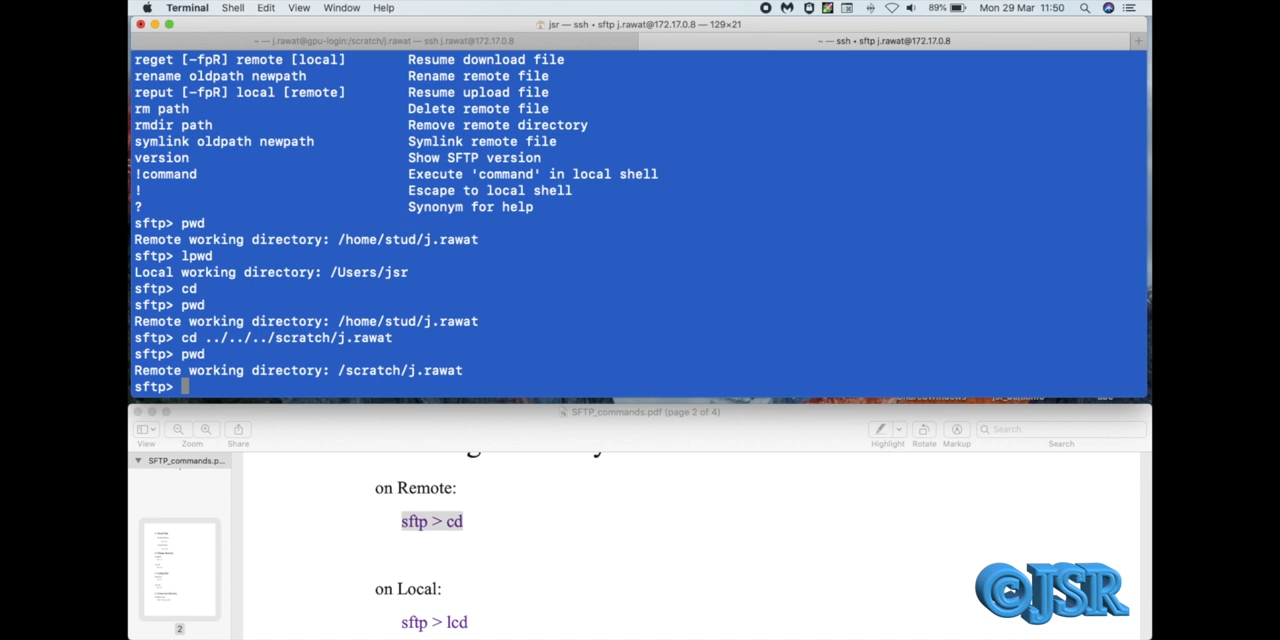 Terminal Shell Edit View Window Help 89% Mon 29 Mar 11:50
jsr — ssh • sftp j.rawat@172.17.0.8 — 129×21
~ — j.rawat@gpu-login:/scratch/j.rawat — ssh j.rawat@172.17.0.8 ~ — ssh • sftp j.rawat@172.17.0.8
reget [-fpR] remote [local] Resume download file
rename oldpath newpath Rename remote file
reput [-fpR] local [remote] Resume upload file
rm path Delete remote file
rmdir path Remove remote directory
symlink oldpath newpath Symlink remote file
version Show SFTP version
!command Execute 'command' in local shell
! Escape to local shell
? Synonym for help
sftp> pwd
Remote working directory: /home/stud/j.rawat
sftp> lpwd
Local working directory: /Users/jsr
sftp> cd
sftp> pwd
Remote working directory: /home/stud/j.rawat
sftp> cd ../../../scratch/j.rawat
sftp> pwd
Remote working directory: /scratch/j.rawat
sftp>
SFTP_commands.pdf (page 2 of 4)
Search
View Zoom Share Highlight Rotate Markup Search
SFTP_commands.p...
on Remote:
sftp > cd
on Local:
sftp > lcd
©JSR
2